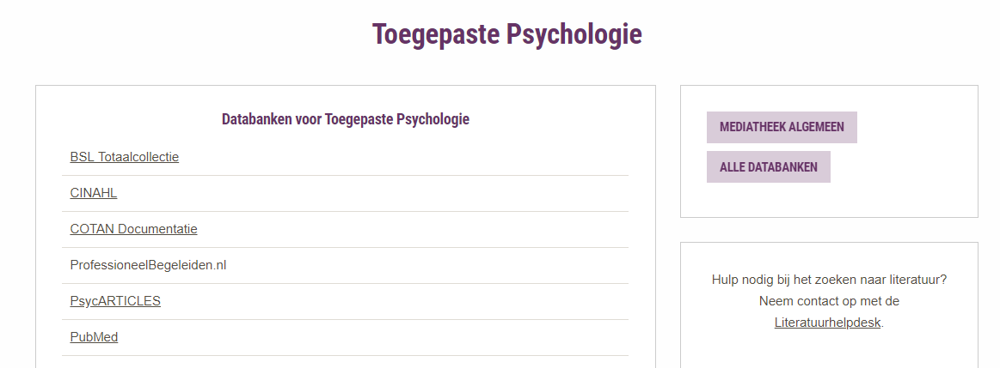 Toegepaste Psychologie
Databanken voor Toegepaste Psychologie
BSL Totaalcollectie
CINAHL
COTAN Documentatie
ProfessioneelBegeleiden.nl
PsycARTICLES
PubMed
MEDIATHEEK ALGEMEEN
ALLE DATABANKEN
Hulp nodig bij het zoeken naar literatuur?
Neem contact op met de
Literatuurhelpdesk.